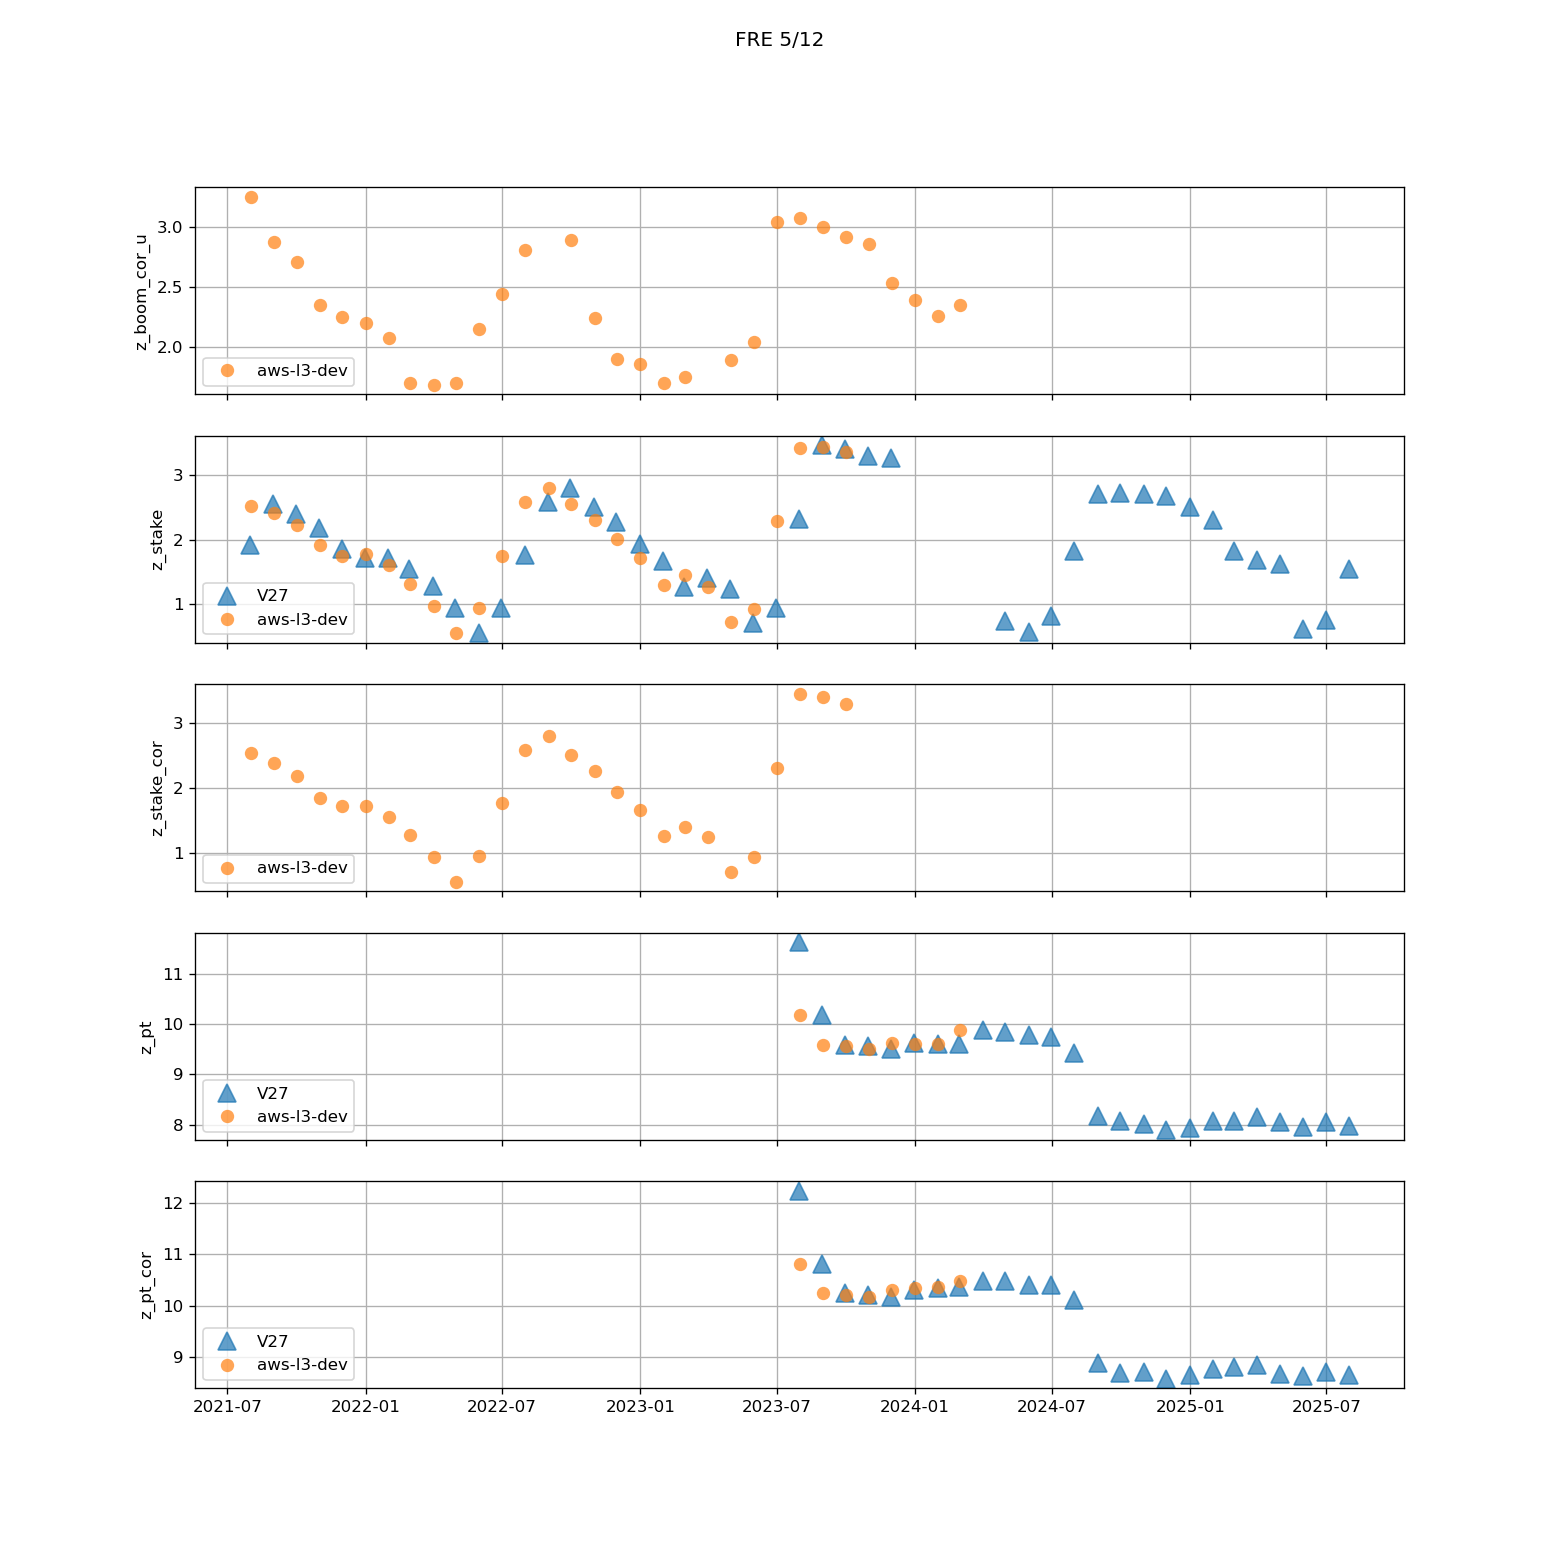 FRE 5/12
z_boom_cor_u
3.0
2.5
2.0
aws-l3-dev
z_stake
3
2
1
V27
aws-l3-dev
z_stake_cor
3
2
1
aws-l3-dev
z_pt
11
10
9
8
V27
aws-l3-dev
z_pt_cor
12
11
10
9
V27
aws-l3-dev
2021-07 2022-01 2022-07 2023-01 2023-07 2024-01 2024-07 2025-01 2025-07